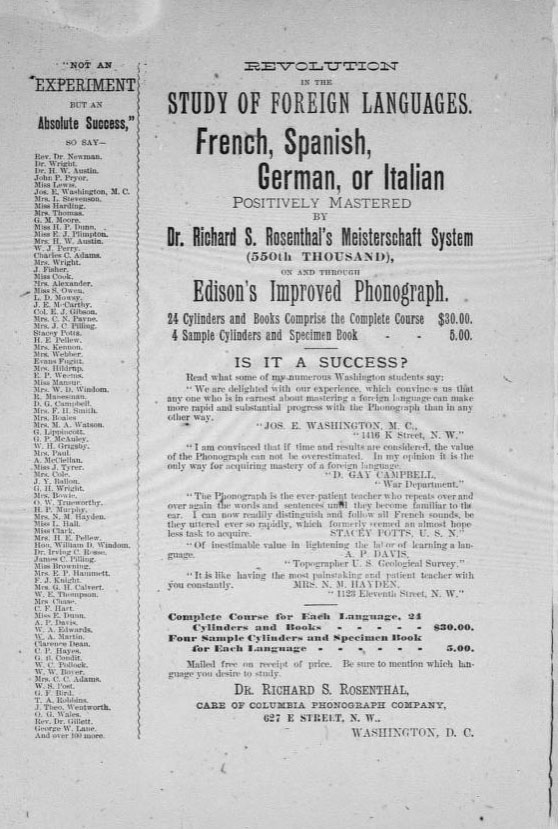 "NOT AN
EXPERIMENT
BUT AN
Absolute Success,"
SO SAY—
Rev. Dr. Newman.
Dr. Wright.
Dr. H. W. Austin.
John P. Pryor.
Miss Lewis.
Jos. E. Washington, M. C.
Mrs. L. Stevenson.
Miss Harding.
Mrs. Thomas.
G. M. Moore.
Miss H. P. Dunn.
Miss E. J. Plimpton.
Mrs. H. W. Austin.
W. J. Perry.
Charles C. Adams.
Mrs. Wright.
J. Fisher.
Miss Cook.
Mrs. Alexander.
Miss S. Owen.
L. D. Mowsy.
J. E. McCarthy.
Col. E. J. Gibson.
Mrs. C. N. Payne.
Mrs. J. C. Pilling.
Stacey Potts.
H. E. Pellew.
Mrs. Kennon.
Mrs. Webber.
Evans Fugitt.
Mrs. Hildrup.
E. P. Weems.
Miss Mansur.
Mrs. W. D. Windom.
E. Manesman.
D. G. Campbell.
Mrs. F. H. Smith.
Mrs. Boale.
Mrs. M. A. Watson.
G. Lippincott.
G. P. McAuley.
W. H. Gragsby.
Mrs. Paul.
A. McClellan.
Miss J. Tyrer.
Mrs. Cole.
J. Y. Ballon.
G. H. Wright.
Mrs. Bowie.
O. W. Trueworthy.
H. P. Murphy.
Mrs. N. M. Hayden.
Miss L. Hall.
Miss Clark.
Mrs. H. E. Pellew.
Hon. William D. Windom.
Dr. Irving C. Rosse.
James C. Pilling.
Miss Browning.
Mrs. E. P. Hammett.
F. J. Knight.
Mrs. G. H. Calvert.
W. E. Thompson.
Mrs. Chase.
C. F. Hart.
Miss E. Dunn.
A. P. Davis.
W. A. Edwards.
W. A. Martin.
Clarence Dean.
C. P. Hayes.
G. B. Condit.
W. C. Pollock.
W. W. Boyer.
Mrs. C. C. Adams.
W. S. Post.
G. F. Bird.
T. A. Robbins.
J. Theo. Wentworth.
O. G. Wales.
Rev. Dr. Gillett.
George W. Lane.
And over 100 more.
REVOLUTION
IN THE
STUDY OF FOREIGN LANGUAGES.
French, Spanish,
German, or Italian
POSITIVELY MASTERED
BY
Dr. Richard S. Rosenthal's Meisterschaft System
(550th THOUSAND),
ON AND THROUGH
Edison's Improved Phonograph.
24 Cylinders and Books Comprise the Complete Course $30.00.
4 Sample Cylinders and Specimen Book - - 5.00.
IS IT A SUCCESS?
Read what some of my numerous Washington students say:
"We are delighted with our experience, which convinces us that
any one who is in earnest about mastering a foreign language can make
more rapid and substantial progress with the Phonograph than in any
other way.
"JOS. E. WASHINGTON, M. C.,
"1416 K Street, N. W."
"I am convinced that if time and results are considered, the value
of the Phonograph can not be overestimated. In my opinion it is the
only way for acquiring mastery of a foreign language.
"D. GAY CAMPBELL,
"War Department."
"The Phonograph is the ever-patient teacher who repeats over and
over again the words and sentences until they become familiar to the
ear. I can now readily distinguish and follow all French sounds, be
they uttered ever so rapidly, which formerly seemed an almost hope-
less task to acquire. STACEY POTTS, U. S. N."
"Of inestimable value in lightening the labor of learning a lan-
guage. A. P. DAVIS,
"Topographer U. S. Geological Survey."
"It is like having the most painstaking and patient teacher with
you constantly. MRS. N. M. HAYDEN,
"1123 Eleventh Street, N. W."
Complete Course for Each Language, 24
Cylinders and Books - - - - - $30.00.
Four Sample Cylinders and Specimen Book
for Each Language - - - - - - 5.00.
Mailed free on receipt of price. Be sure to mention which lan-
guage you desire to study.
DR. RICHARD S. ROSENTHAL,
CARE OF COLUMBIA PHONOGRAPH COMPANY,
627 E STREET, N. W.,
WASHINGTON, D. C.